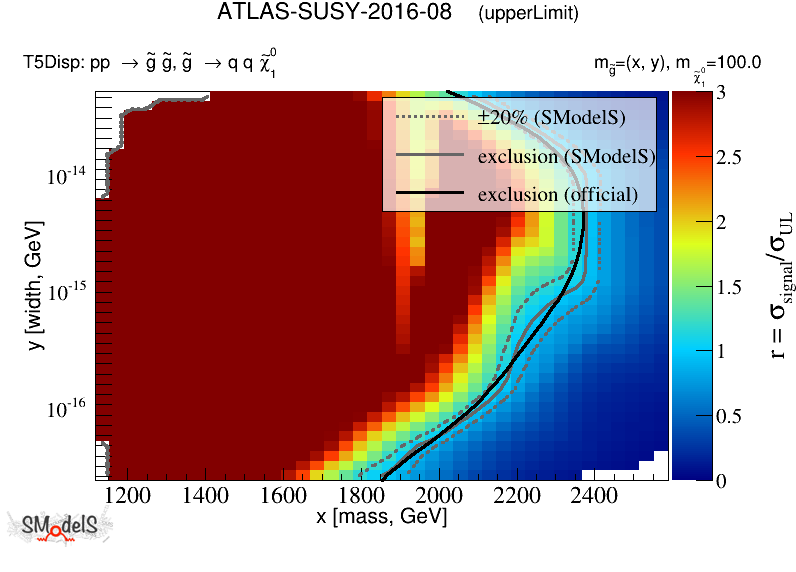 ATLAS-SUSY-2016-08 (upperLimit)
T5Disp: pp → g̃ g̃, g̃ → q q χ̃₁⁰
m_g̃=(x, y), m_χ̃₁⁰=100.0
±20% (SModelS)
exclusion (SModelS)
exclusion (official)
3
2.5
2
1.5
1
0.5
0
r = σ_signal/σ_UL
10⁻¹⁴
10⁻¹⁵
10⁻¹⁶
y [width, GeV]
1200 1400 1600 1800 2000 2200 2400
x [mass, GeV]
SModelS